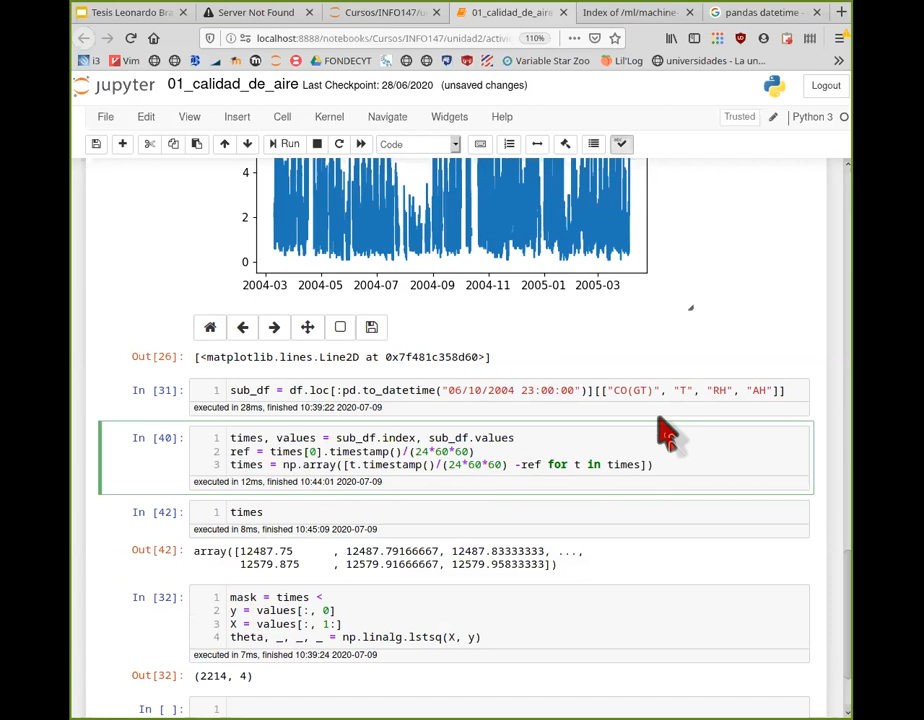 Tesis Leonardo Bra
Server Not Found
Cursos/INFO147/u
01_calidad_de_aire
Index of /ml/machine-
pandas datetime -
localhost:8888/notebooks/Cursos/INFO147/unidad2/activ
110%
i3
Vim
FONDECYT
Variable Star Zoo
Lil'Log
universidades - La un...
jupyter
01_calidad_de_aire
Last Checkpoint: 28/06/2020 (unsaved changes)
Logout
File Edit View Insert Cell Kernel Navigate Widgets Help
Trusted
Python 3
Run
Code
4
2
0
2004-03 2004-05 2004-07 2004-09 2004-11 2005-01 2005-03
Out[26]: [<matplotlib.lines.Line2D at 0x7f481c358d60>]
In [31]: 1 sub_df = df.loc[:pd.to_datetime("06/10/2004 23:00:00")][["CO(GT)", "T", "RH", "AH"]]
executed in 28ms, finished 10:39:22 2020-07-09
In [40]: 1 times, values = sub_df.index, sub_df.values
2 ref = times[0].timestamp()/(24*60*60)
3 times = np.array([t.timestamp()/(24*60*60) -ref for t in times])
executed in 12ms, finished 10:44:01 2020-07-09
In [42]: 1 times
executed in 8ms, finished 10:45:09 2020-07-09
Out[42]: array([12487.75 , 12487.79166667, 12487.83333333, ...,
12579.875 , 12579.91666667, 12579.95833333])
In [32]: 1 mask = times <
2 y = values[:, 0]
3 X = values[:, 1:]
4 theta, _, _, _ = np.linalg.lstsq(X, y)
executed in 7ms, finished 10:39:24 2020-07-09
Out[32]: (2214, 4)
In [ ]: 1